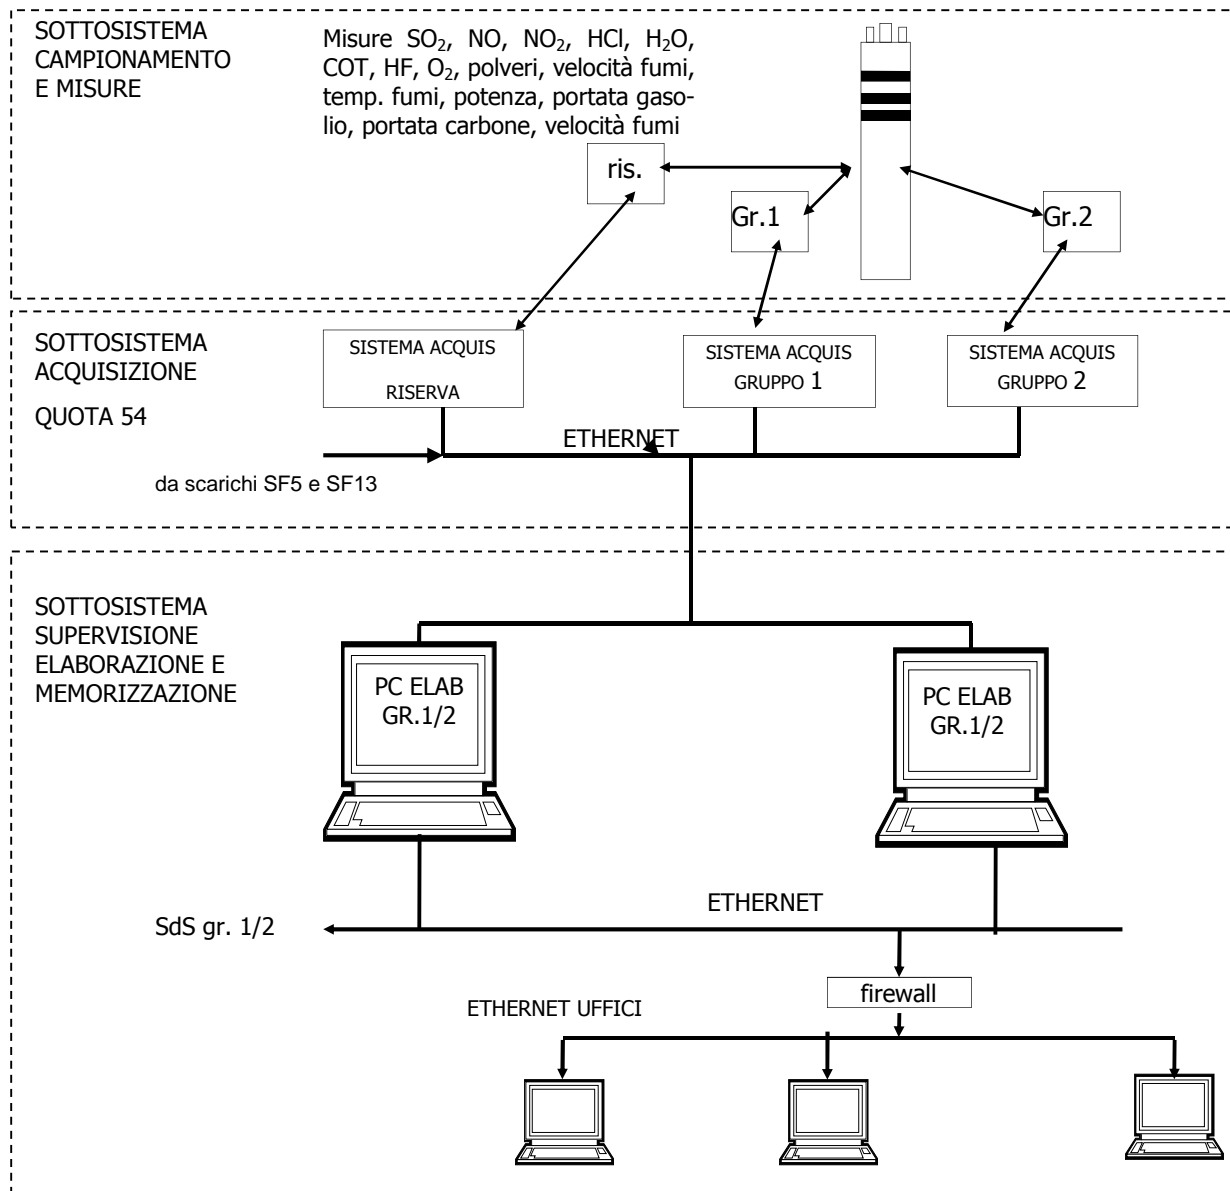 SOTTOSISTEMA
CAMPIONAMENTO
E MISURE
Misure SO₂, NO, NO₂, HCl, H₂O,
COT, HF, O₂, polveri, velocità fumi,
temp. fumi, potenza, portata gaso-
lio, portata carbone, velocità fumi
ris.
Gr.1
Gr.2
SOTTOSISTEMA
ACQUISIZIONE
QUOTA 54
SISTEMA ACQUIS
RISERVA
SISTEMA ACQUIS
GRUPPO 1
SISTEMA ACQUIS
GRUPPO 2
ETHERNET
da scarichi SF5 e SF13
SOTTOSISTEMA
SUPERVISIONE
ELABORAZIONE E
MEMORIZZAZIONE
PC ELAB
GR.1/2
PC ELAB
GR.1/2
ETHERNET
SdS gr. 1/2
firewall
ETHERNET UFFICI